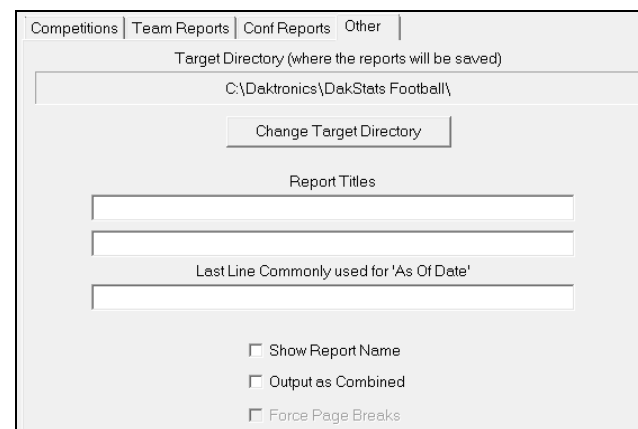 Competitions Team Reports Conf Reports Other
Target Directory (where the reports will be saved)
C:\Daktronics\DakStats Football\
Change Target Directory
Report Titles
Last Line Commonly used for 'As Of Date'
Show Report Name
Output as Combined
Force Page Breaks